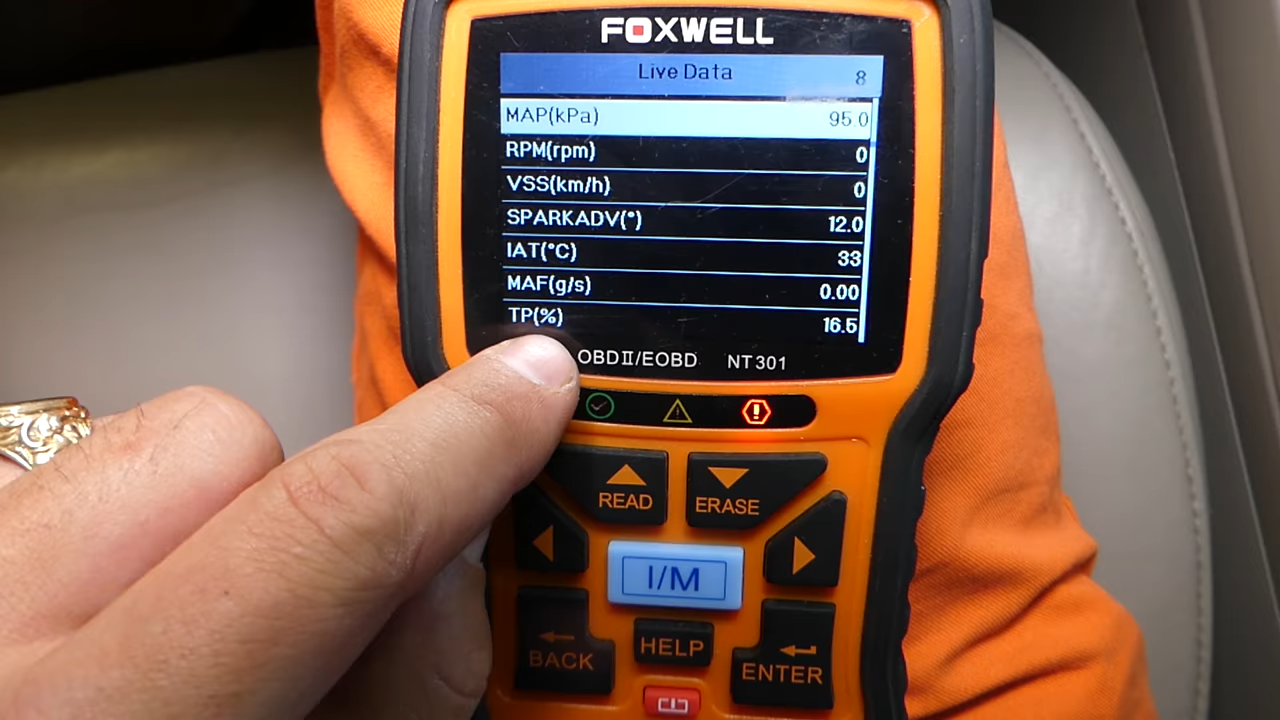 FOXWELL
Live Data 8
MAP(kPa) 95.0
RPM(rpm) 0
VSS(km/h) 0
SPARKADV(°) 12.0
IAT(°C) 33
MAF(g/s) 0.00
TP(%) 16.5
OBDII/EOBD NT301
READ ERASE
I/M
BACK HELP ENTER